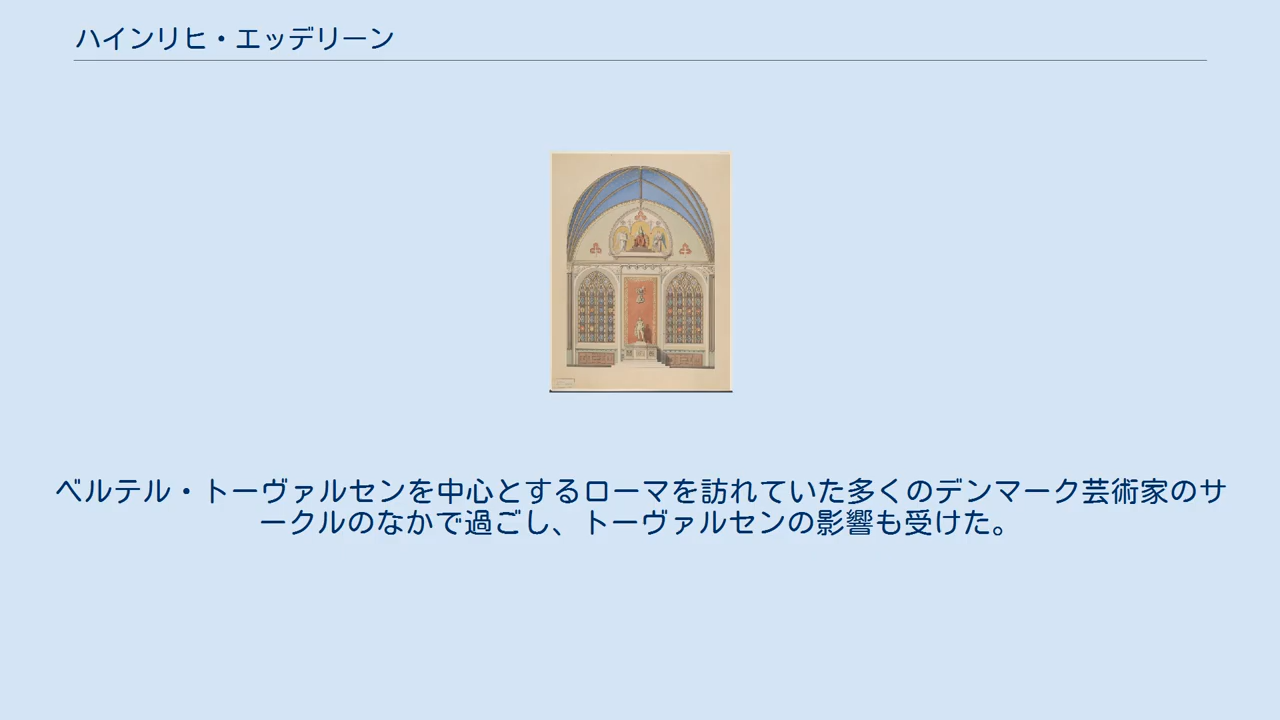 ハインリヒ・エッデリーン
ベルテル・トーヴァルセンを中心とするローマを訪れていた多くのデンマーク芸術家のサ
ークルのなかで過ごし、トーヴァルセンの影響も受けた。